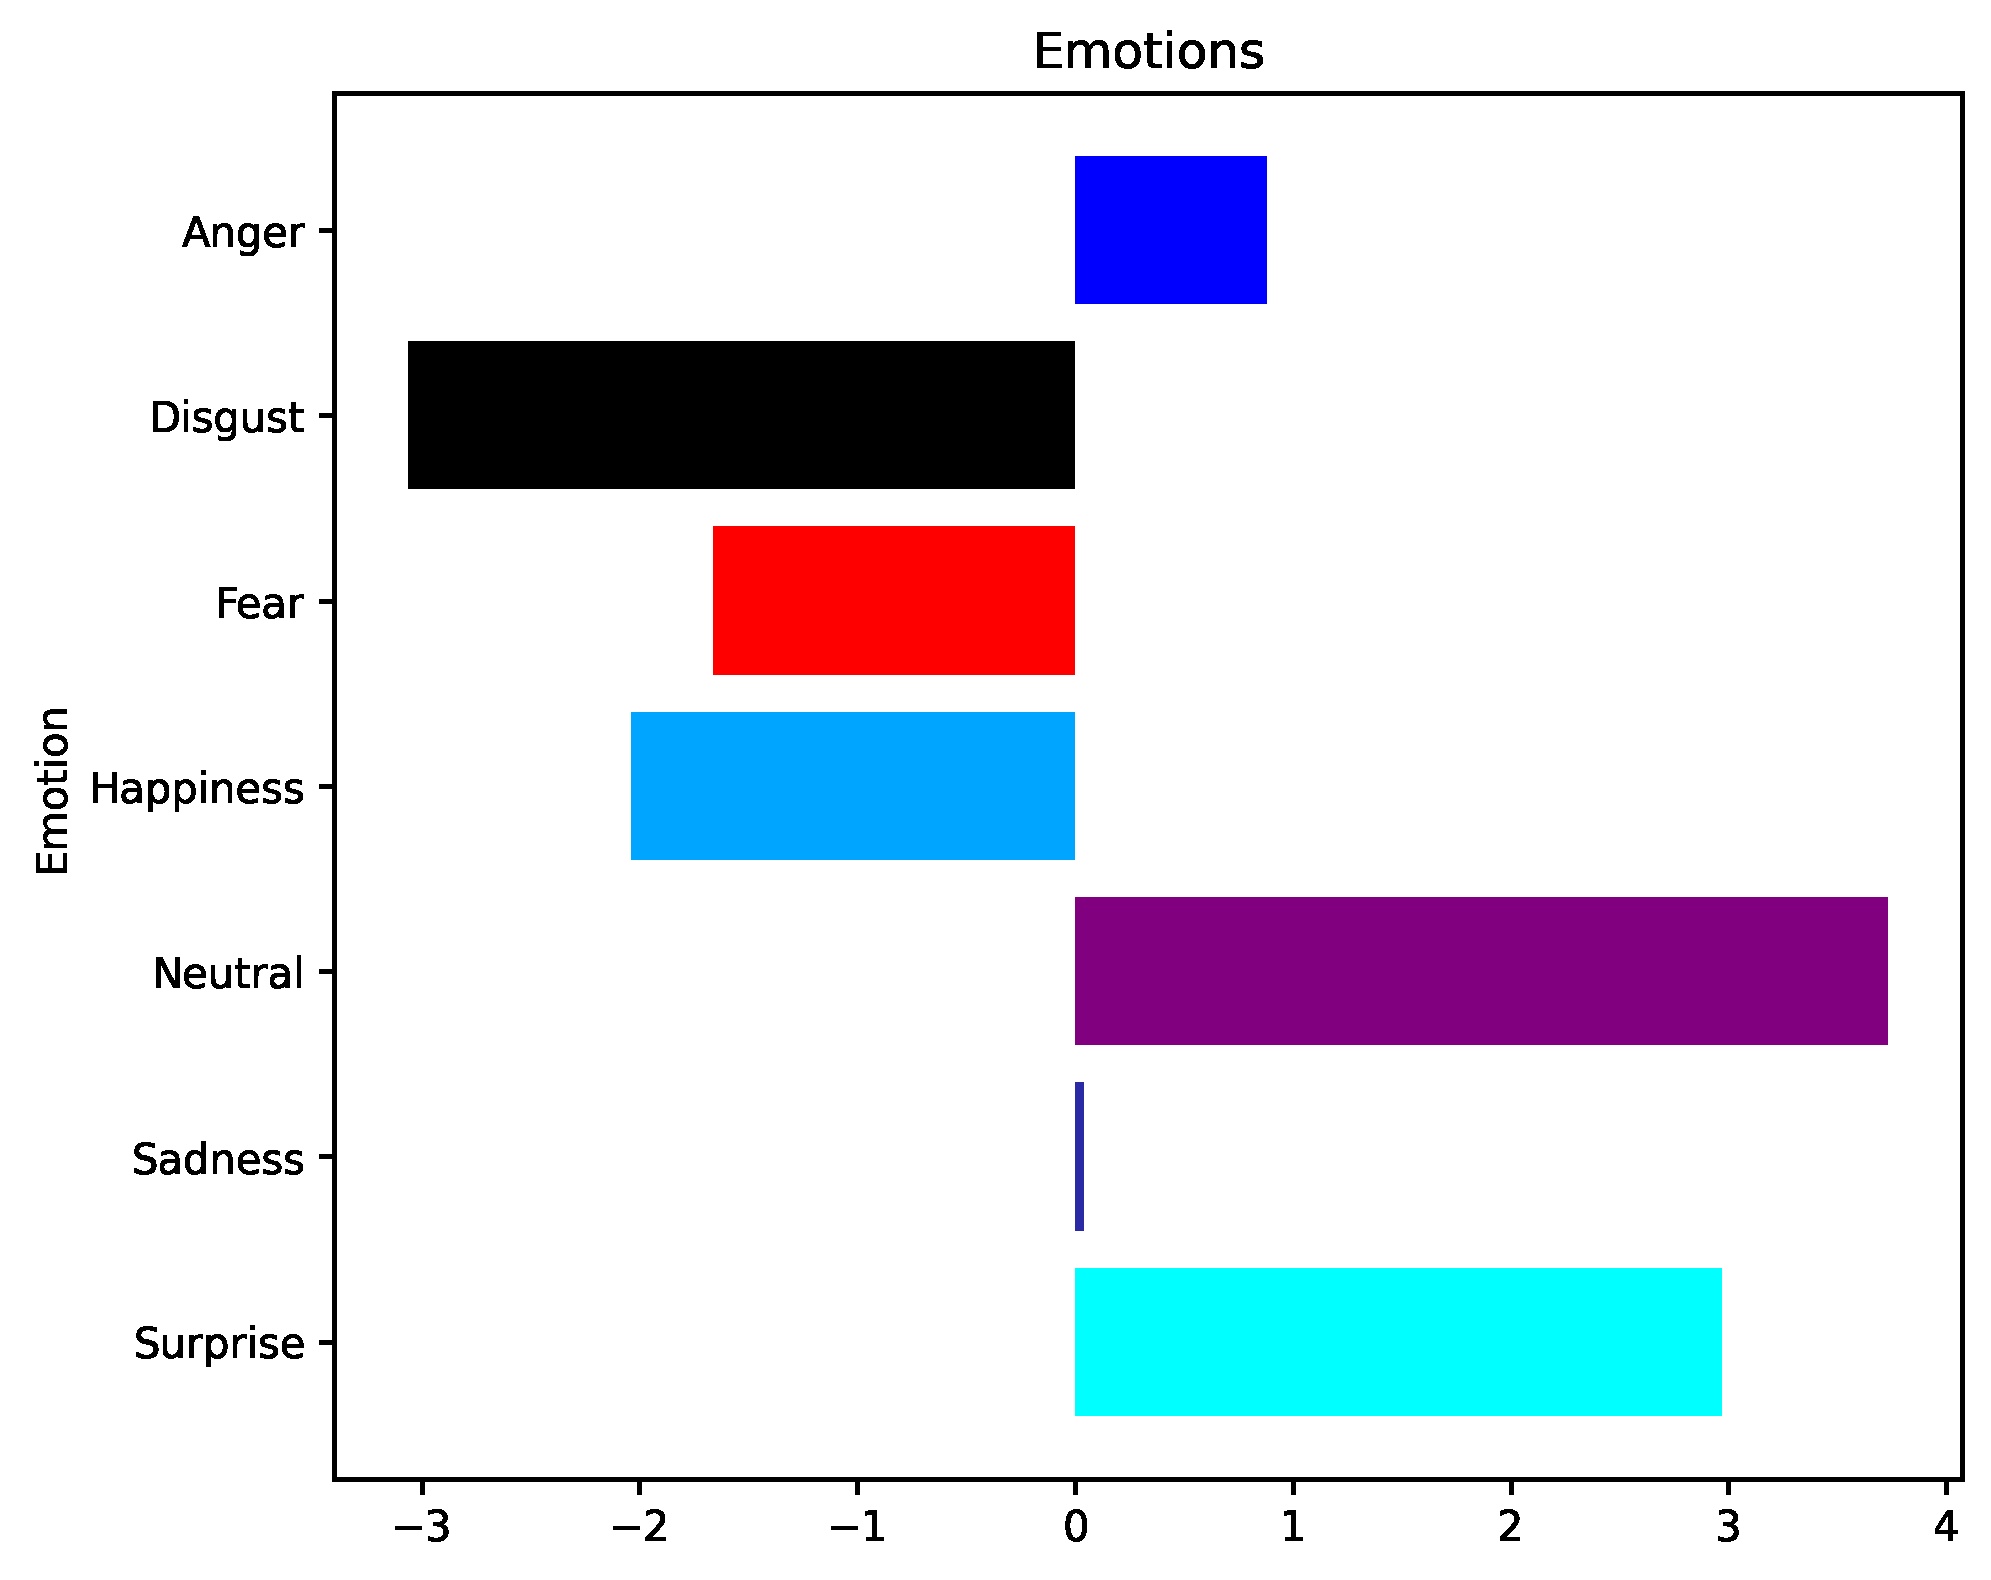 Emotions
Anger
Disgust
Fear
Happiness
Neutral
Sadness
Surprise
Emotion
−3 −2 −1 0 1 2 3 4